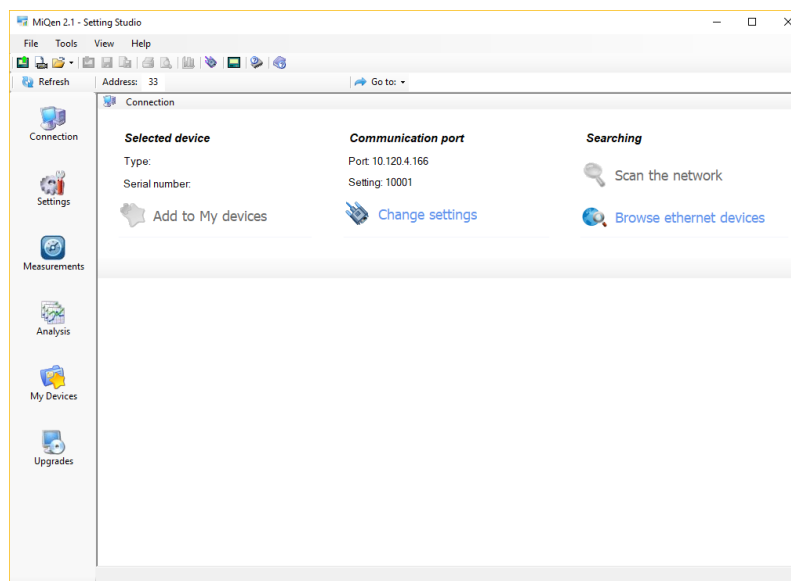 MiQen 2.1 - Setting Studio
File Tools View Help
Refresh Address: 33 Go to:
Connection
Connection
Selected device Communication port Searching
Type: Port: 10.120.4.166 Scan the network
Serial number: Setting: 10001
Add to My devices Change settings Browse ethernet devices
Settings
Measurements
Analysis
My Devices
Upgrades